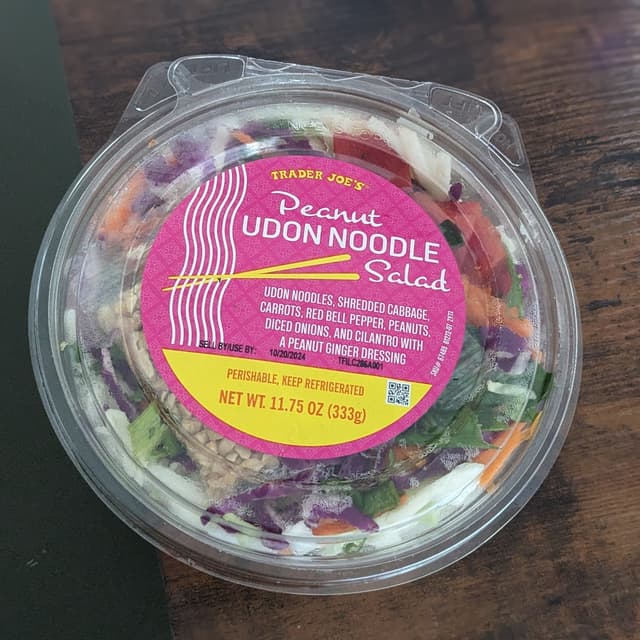 TRADER JOE'S
Peanut
UDON NOODLE
Salad
UDON NOODLES, SHREDDED CABBAGE,
CARROTS, RED BELL PEPPER, PEANUTS,
DICED ONIONS, AND CILANTRO WITH
A PEANUT GINGER DRESSING
SELL BY/USE BY: 10/20/2024 TFILC286A001
PERISHABLE, KEEP REFRIGERATED
NET WT. 11.75 OZ (333g)